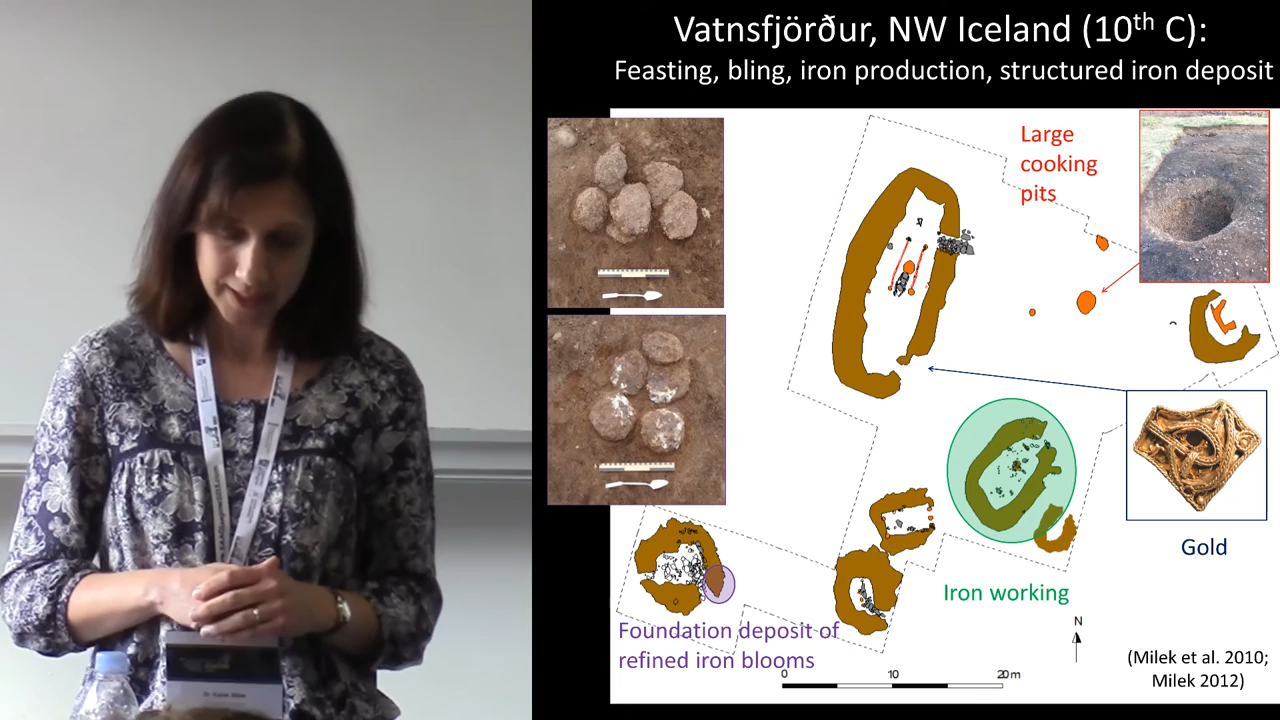 Vatnsfjörður, NW Iceland (10th C):
Feasting, bling, iron production, structured iron deposit
Large
cooking
pits
Gold
Iron working
Foundation deposit of
refined iron blooms
N
0 10 20m
(Milek et al. 2010;
Milek 2012)